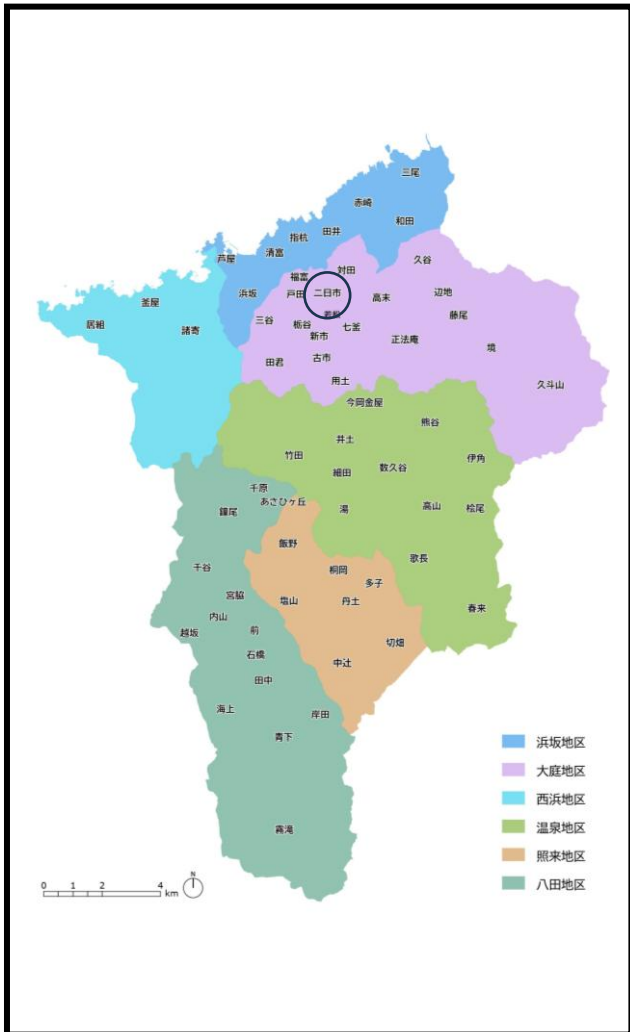 三尾
赤崎
和田
田井
指杭
清富
芦屋
浜坂
釜屋
居組
諸寄
対田
久谷
福富
戸田
二日市
高末
辺地
藤尾
三谷
栃谷
七釜
新市
正法庵
境
古市
田君
用土
久斗山
今岡金屋
熊谷
井土
竹田
細田
数久谷
伊角
湯
高山
桧尾
歌長
春来
千原
あさひヶ丘
鐘尾
飯野
桐岡
多子
千谷
宮脇
塩山
丹土
内山
前
越坂
切畑
石橋
中辻
田中
海上
岸田
青下
霧滝
浜坂地区
大庭地区
西浜地区
温泉地区
照来地区
八田地区
0 1 2 4 km
N